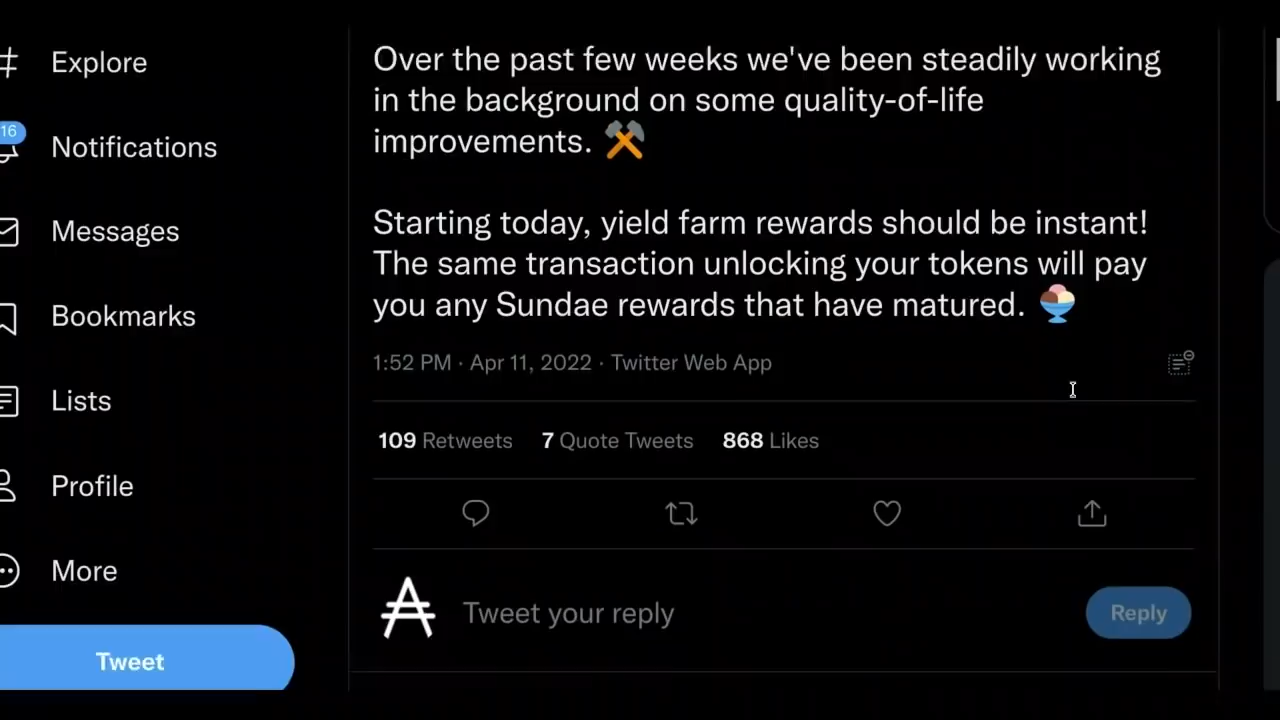 Explore
16
Notifications
Messages
Bookmarks
Lists
Profile
More
Tweet
Over the past few weeks we've been steadily working
in the background on some quality-of-life
improvements. ⚒️
Starting today, yield farm rewards should be instant!
The same transaction unlocking your tokens will pay
you any Sundae rewards that have matured. 🍨
1:52 PM · Apr 11, 2022 · Twitter Web App
109 Retweets 7 Quote Tweets 868 Likes
Tweet your reply
Reply